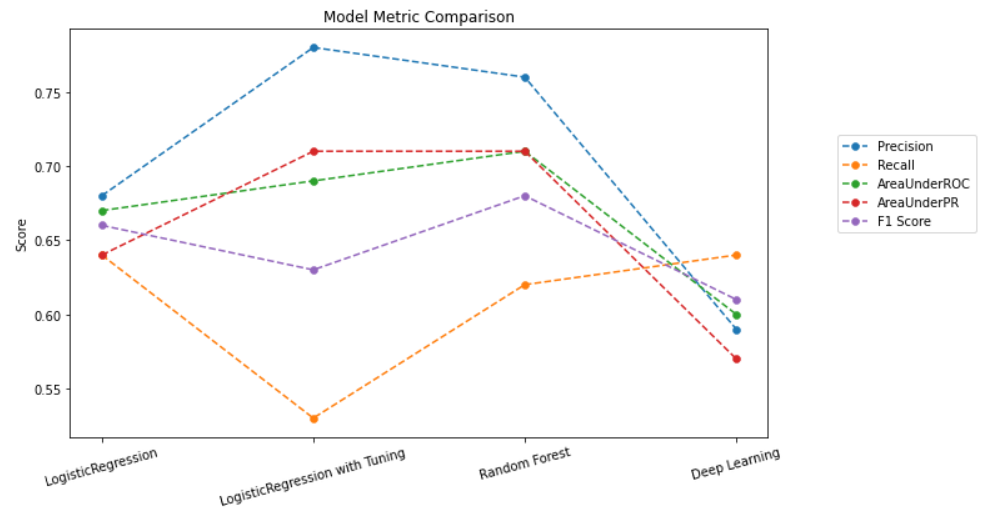 Model Metric Comparison
Score
0.75
0.70
0.65
0.60
0.55
LogisticRegression
LogisticRegression with Tuning
Random Forest
Deep Learning
Precision
Recall
AreaUnderROC
AreaUnderPR
F1 Score